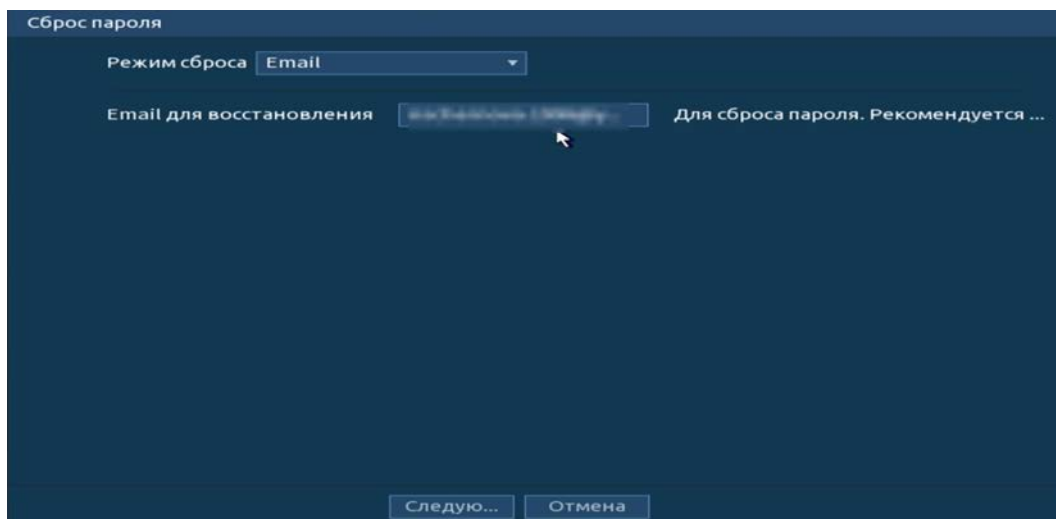 Сброс пароля
Режим сброса Email
Email для восстановления Для сброса пароля. Рекомендуется ...
Следую... Отмена